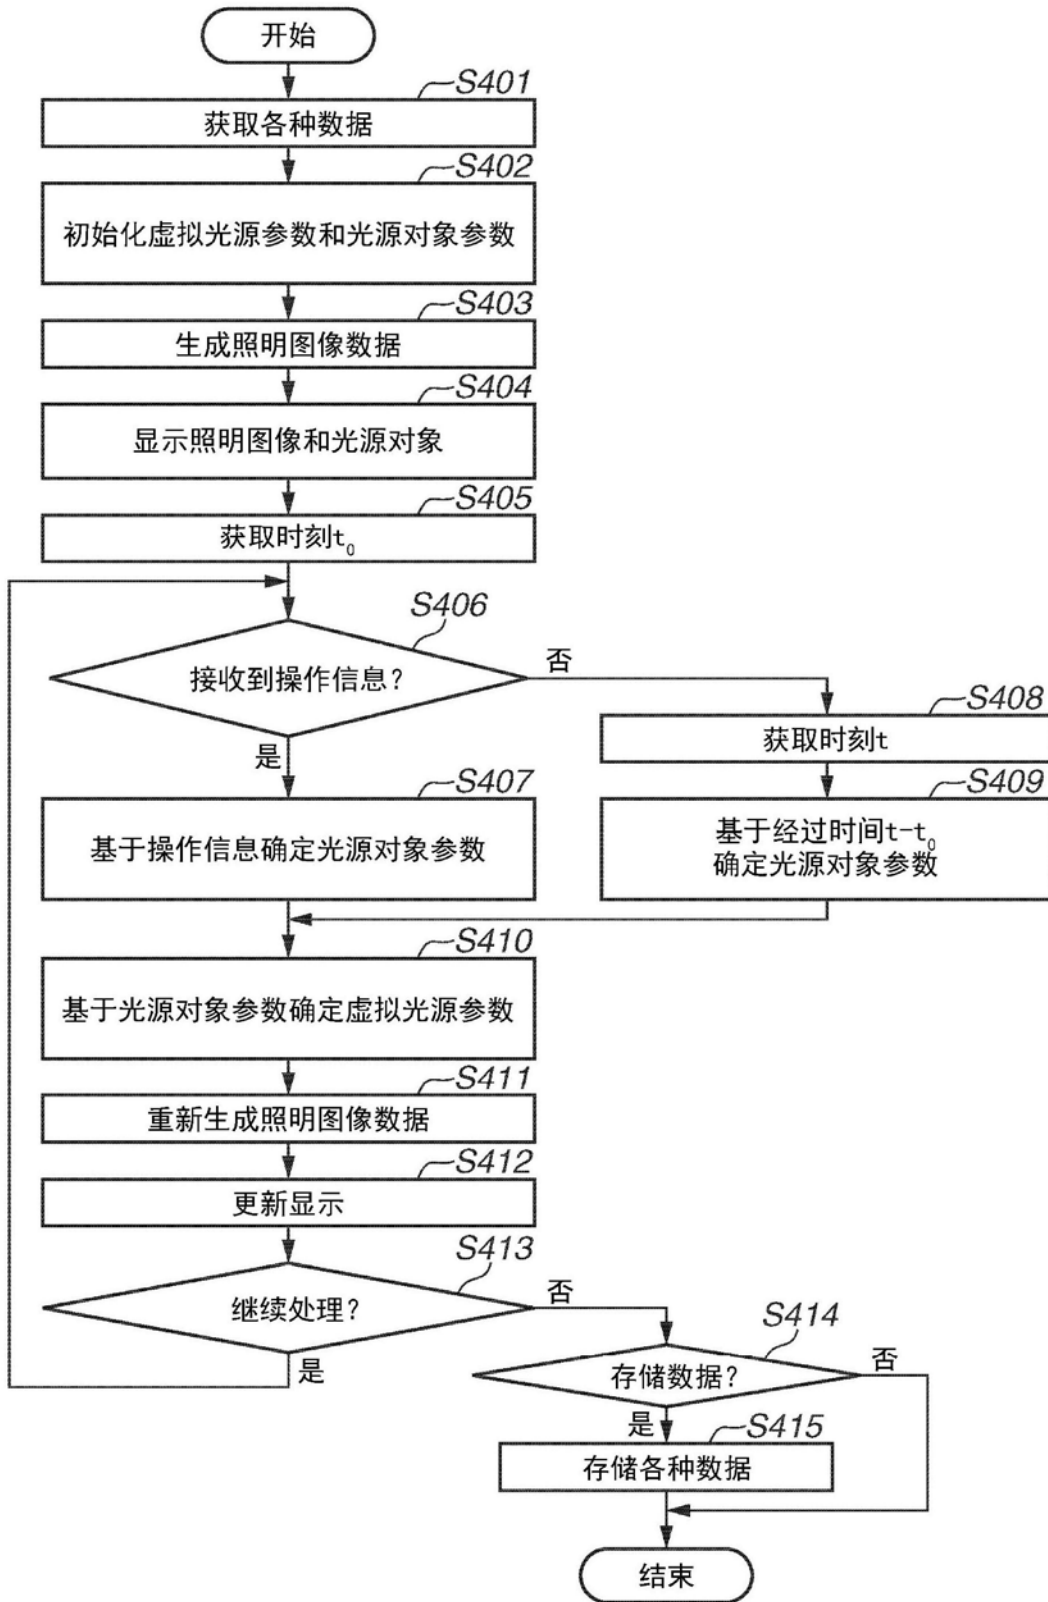 开始
S401
获取各种数据
S402
初始化虚拟光源参数和光源对象参数
S403
生成照明图像数据
S404
显示照明图像和光源对象
S405
获取时刻t₀
S406
接收到操作信息?
否
是
S408
获取时刻t
S407
基于操作信息确定光源对象参数
S409
基于经过时间t-t₀
确定光源对象参数
S410
基于光源对象参数确定虚拟光源参数
S411
重新生成照明图像数据
S412
更新显示
S413
继续处理?
否
是
S414
存储数据?
否
是
S415
存储各种数据
结束